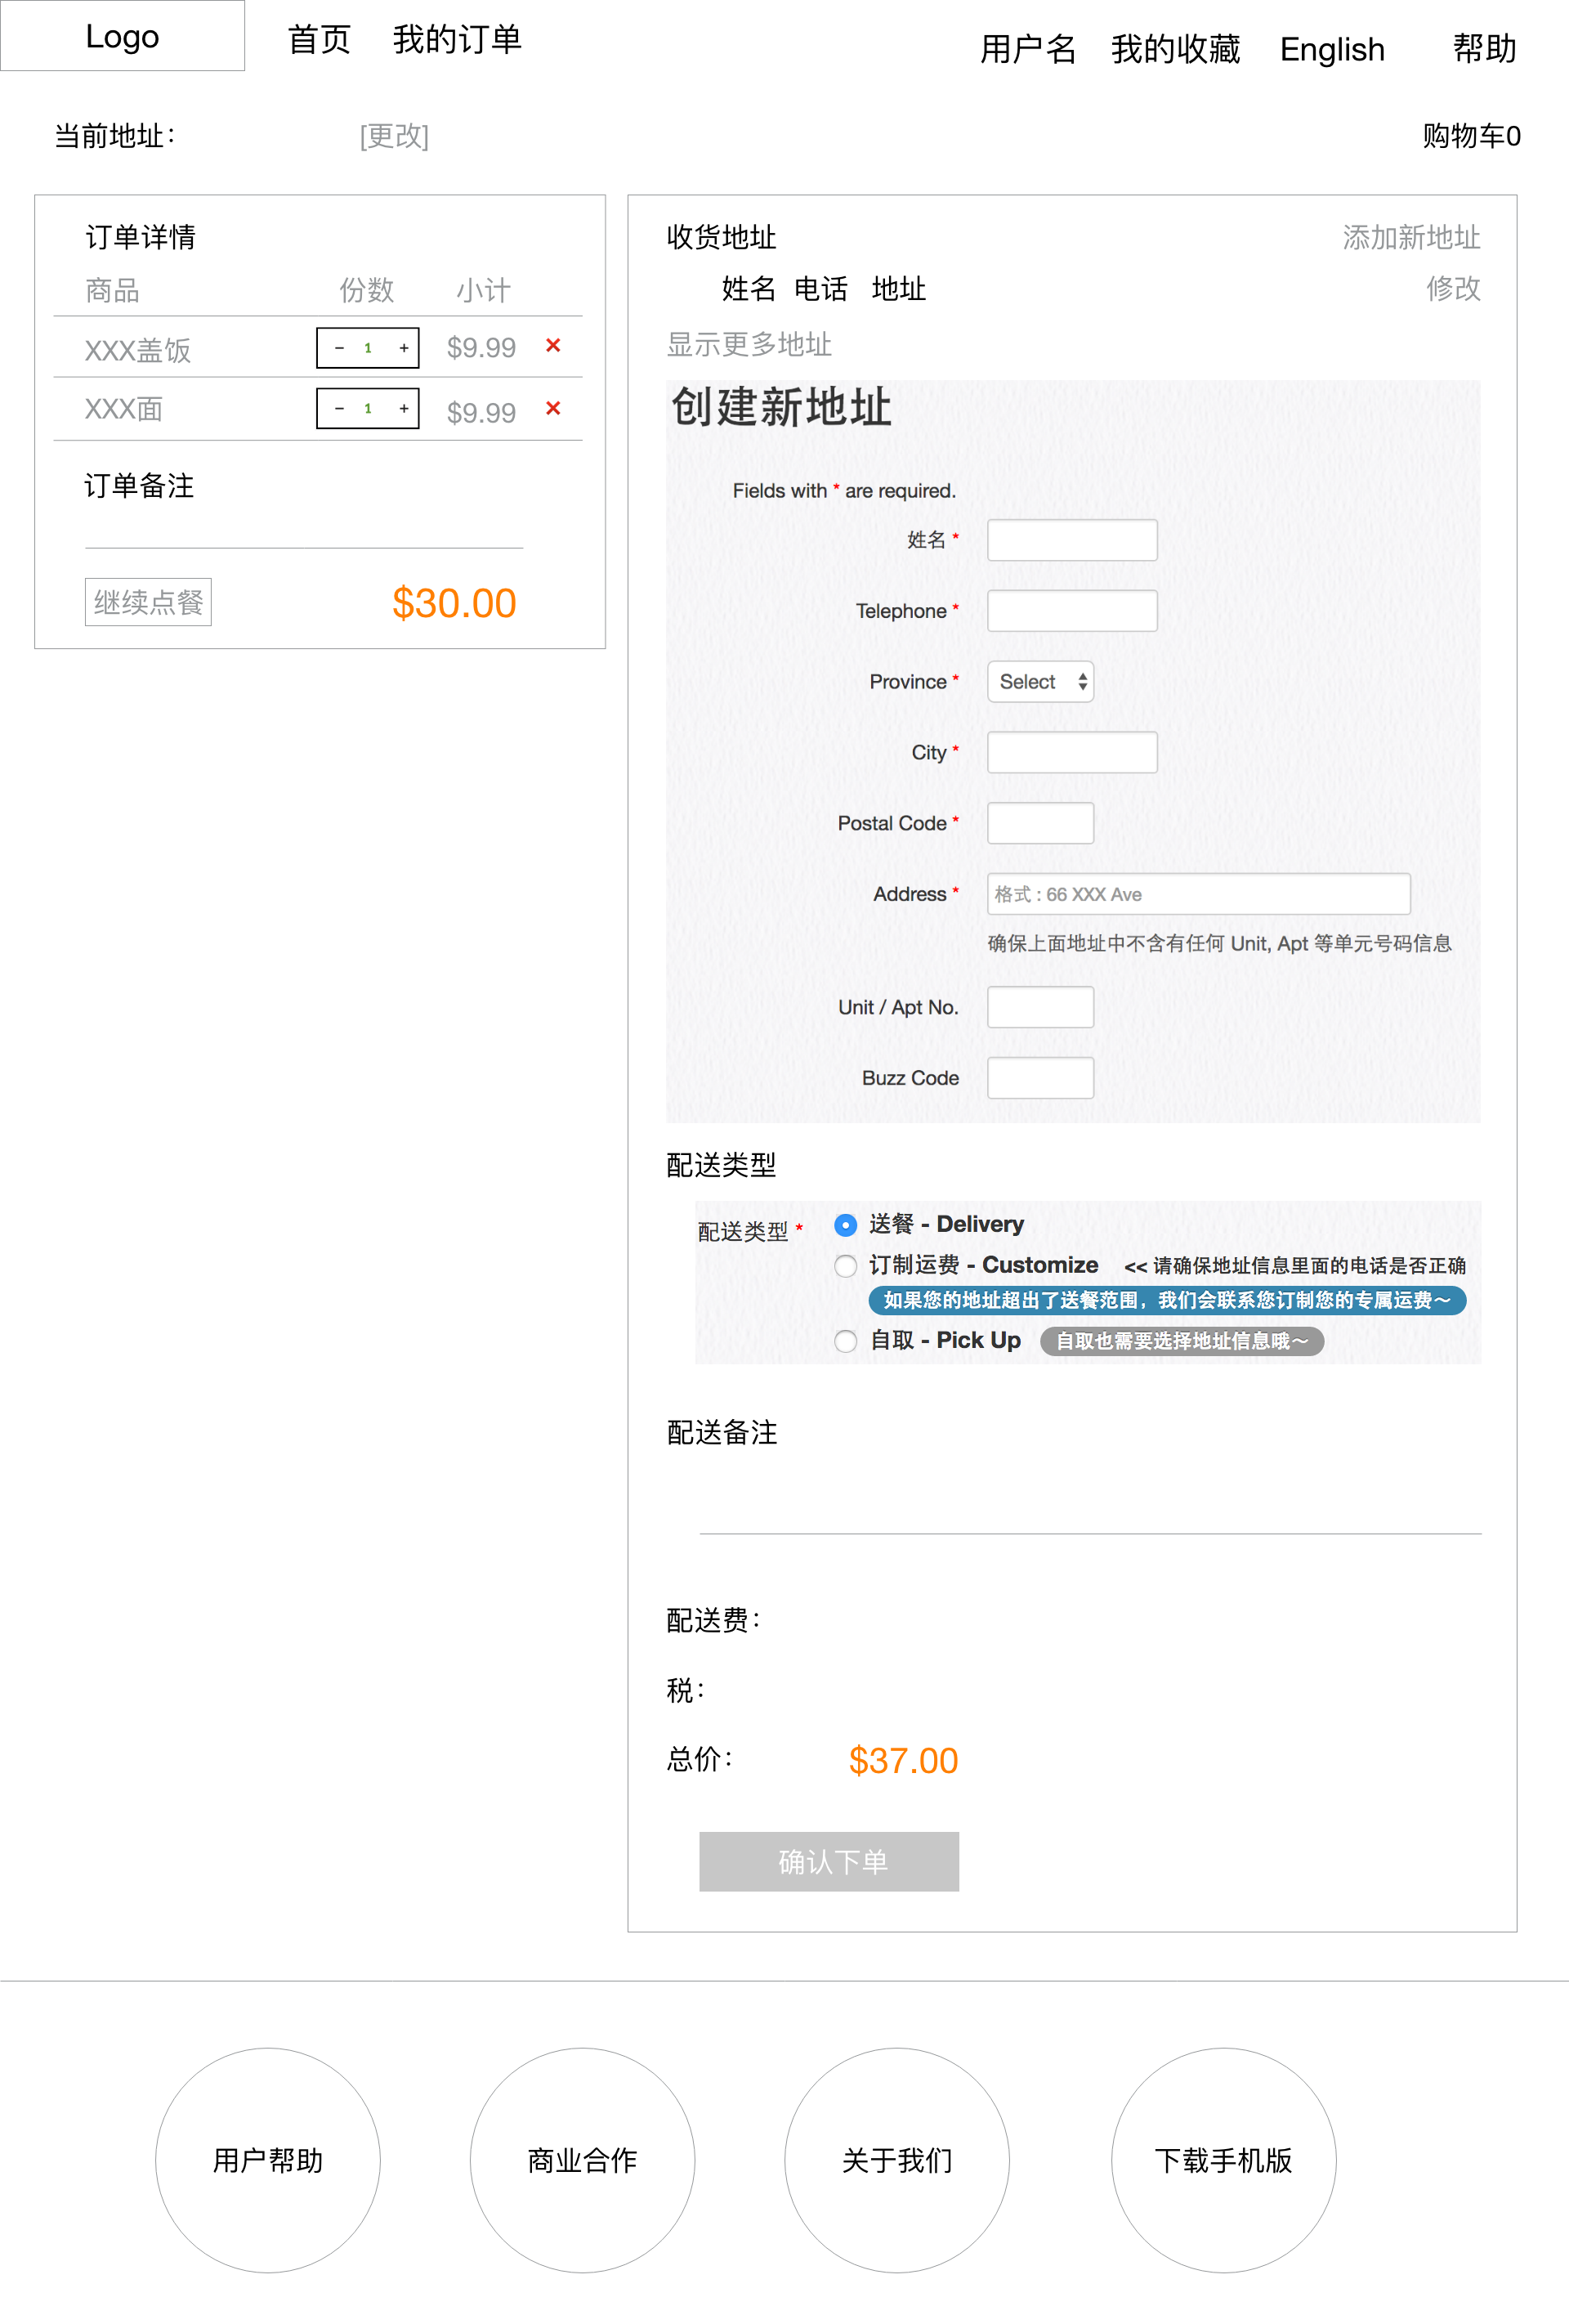 Logo 首页 我的订单 用户名 我的收藏 English 帮助
当前地址： [更改] 购物车0
订单详情
商品 份数 小计
XXX盖饭 − 1 + $9.99 ×
XXX面 − 1 + $9.99 ×
订单备注
继续点餐 $30.00
收货地址 添加新地址
姓名 电话 地址 修改
显示更多地址
创建新地址
Fields with * are required.
姓名 *
Telephone *
Province * Select
City *
Postal Code *
Address * 格式 : 66 XXX Ave
确保上面地址中不含有任何 Unit, Apt 等单元号码信息
Unit / Apt No.
Buzz Code
配送类型
配送类型 * 送餐 - Delivery
订制运费 - Customize << 请确保地址信息里面的电话是否正确
如果您的地址超出了送餐范围，我们会联系您订制您的专属运费～
自取 - Pick Up 自取也需要选择地址信息哦～
配送备注
配送费：
税：
总价： $37.00
确认下单
用户帮助 商业合作 关于我们 下载手机版